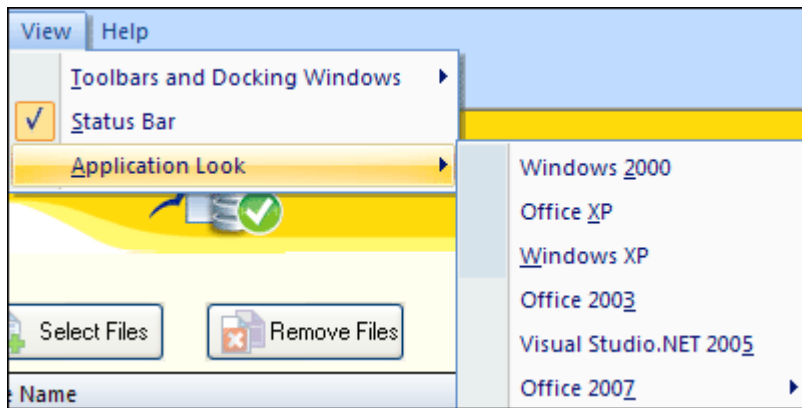 View Help
Toolbars and Docking Windows
Status Bar
Application Look
Windows 2000
Office XP
Windows XP
Office 2003
Visual Studio.NET 2005
Office 2007
Select Files
Remove Files
Name